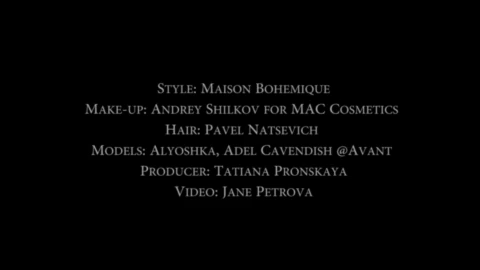 Style: Maison Bohemique
Make-up: Andrey Shilkov for MAC Cosmetics
Hair: Pavel Natsevich
Models: Alyoshka, Adel Cavendish @Avant
Producer: Tatiana Pronskaya
Video: Jane Petrova